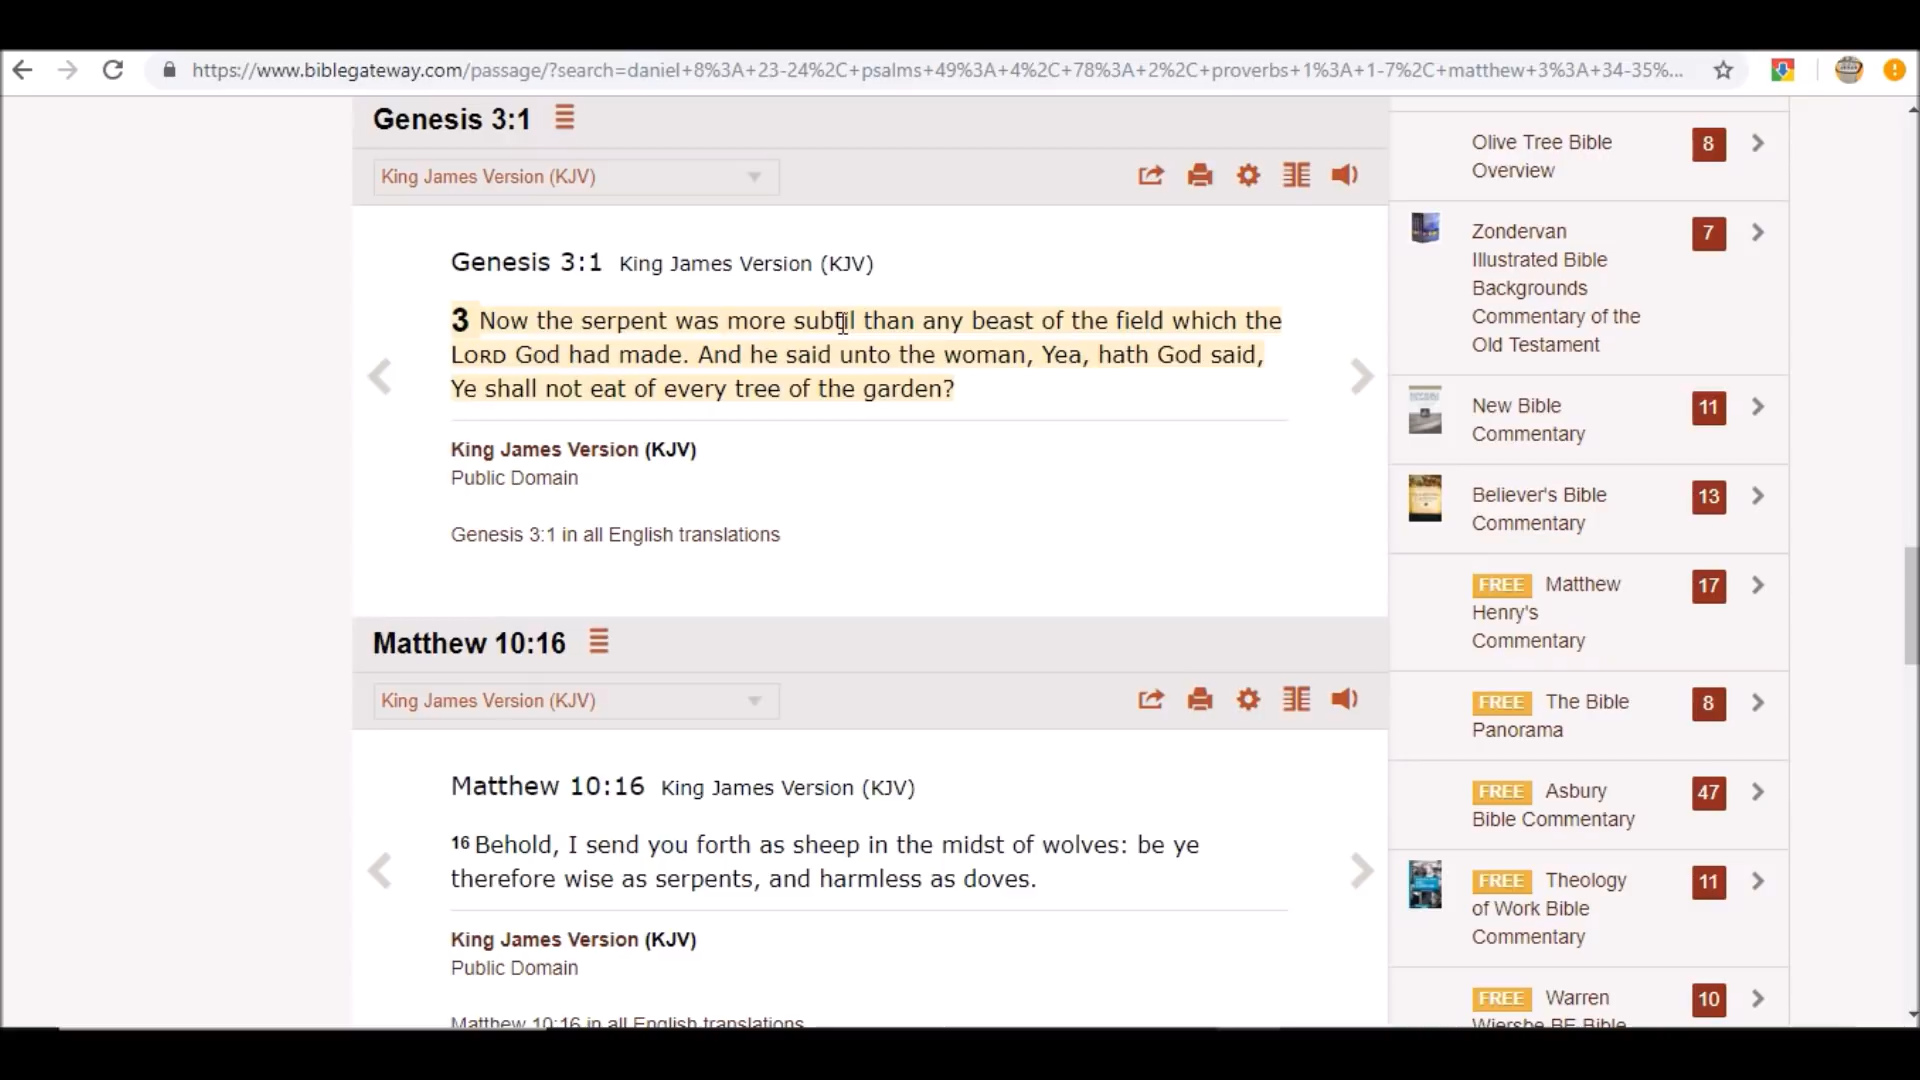 https://www.biblegateway.com/passage/?search=daniel+8%3A+23-24%2C+psalms+49%3A+4%2C+78%3A+2%2C+proverbs+1%3A+1-7%2C+matthew+3%3A+34-35%...
Genesis 3:1
King James Version (KJV)
Genesis 3:1 King James Version (KJV)
3 Now the serpent was more subtil than any beast of the field which the
LORD God had made. And he said unto the woman, Yea, hath God said,
Ye shall not eat of every tree of the garden?
King James Version (KJV)
Public Domain
Genesis 3:1 in all English translations
Matthew 10:16
King James Version (KJV)
Matthew 10:16 King James Version (KJV)
16 Behold, I send you forth as sheep in the midst of wolves: be ye
therefore wise as serpents, and harmless as doves.
King James Version (KJV)
Public Domain
Matthew 10:16 in all English translations
Olive Tree Bible 8
Overview
Zondervan 7
Illustrated Bible
Backgrounds
Commentary of the
Old Testament
New Bible 11
Commentary
Believer's Bible 13
Commentary
FREE Matthew 17
Henry's
Commentary
FREE The Bible 8
Panorama
FREE Asbury 47
Bible Commentary
FREE Theology 11
of Work Bible
Commentary
FREE Warren 10
Wiersbe BE Bible